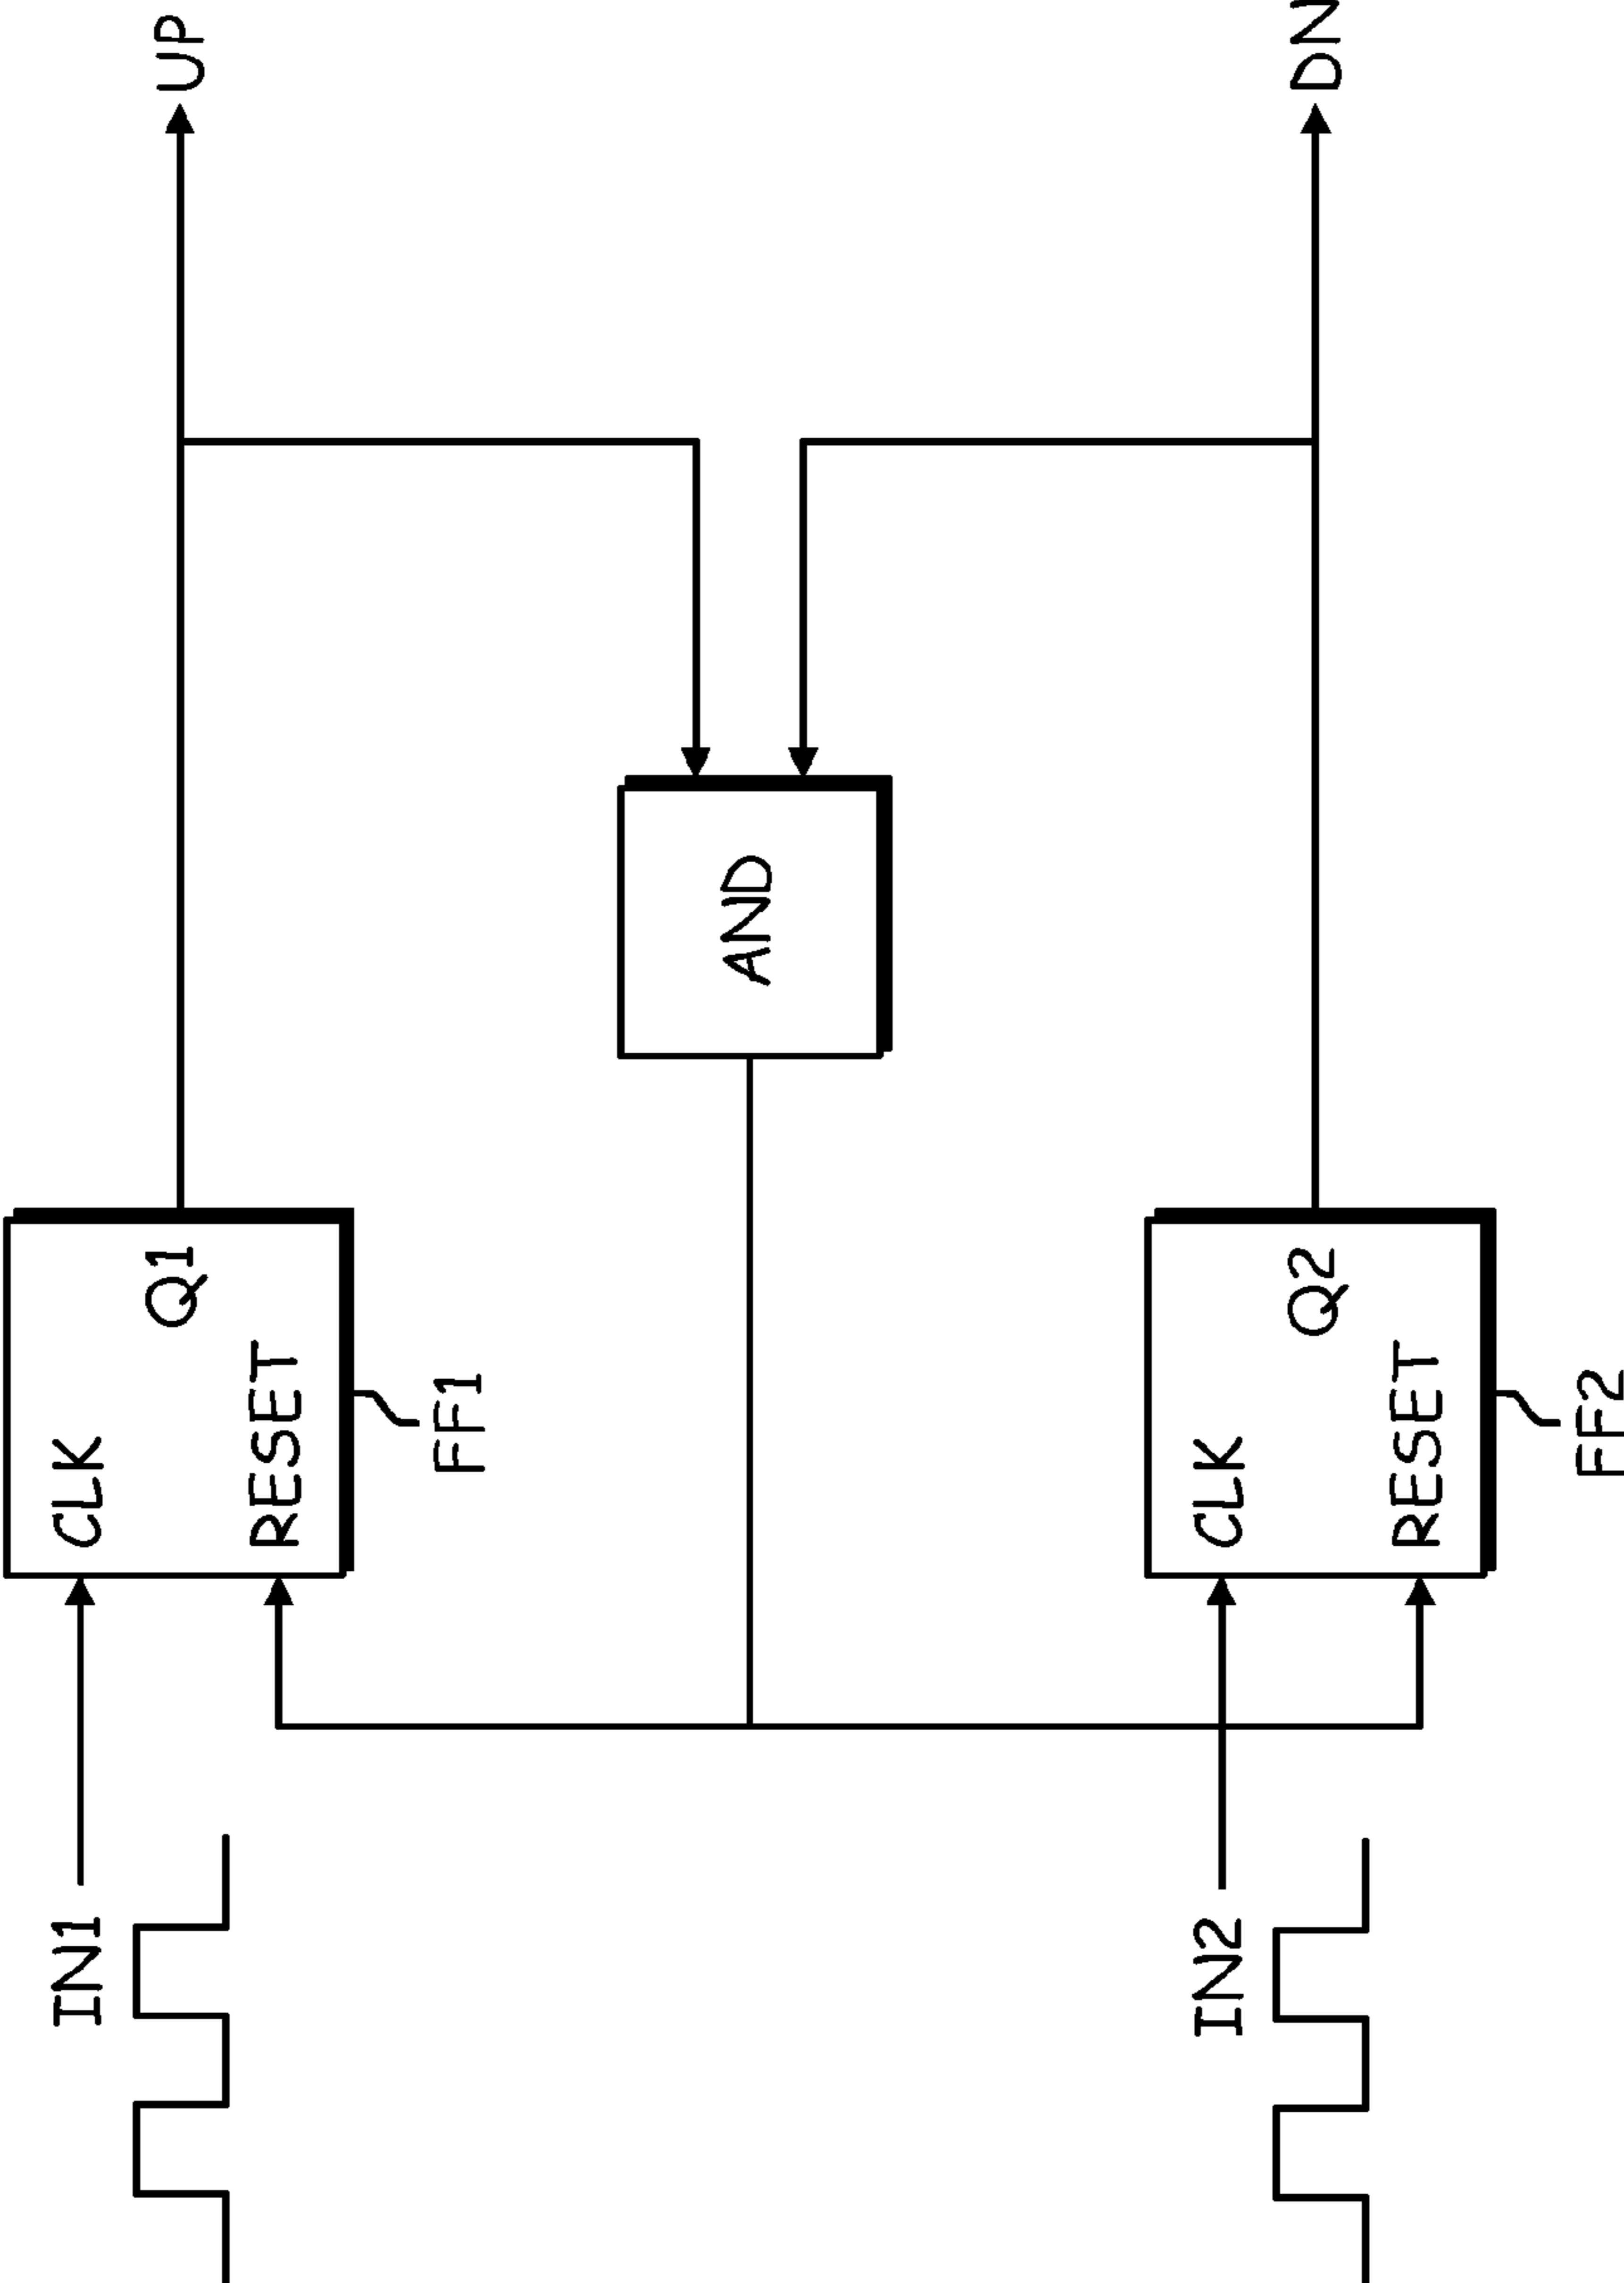 IN1
CLK
Q1
RESET
FF1
UP
AND
IN2
CLK
Q2
RESET
FF2
DN